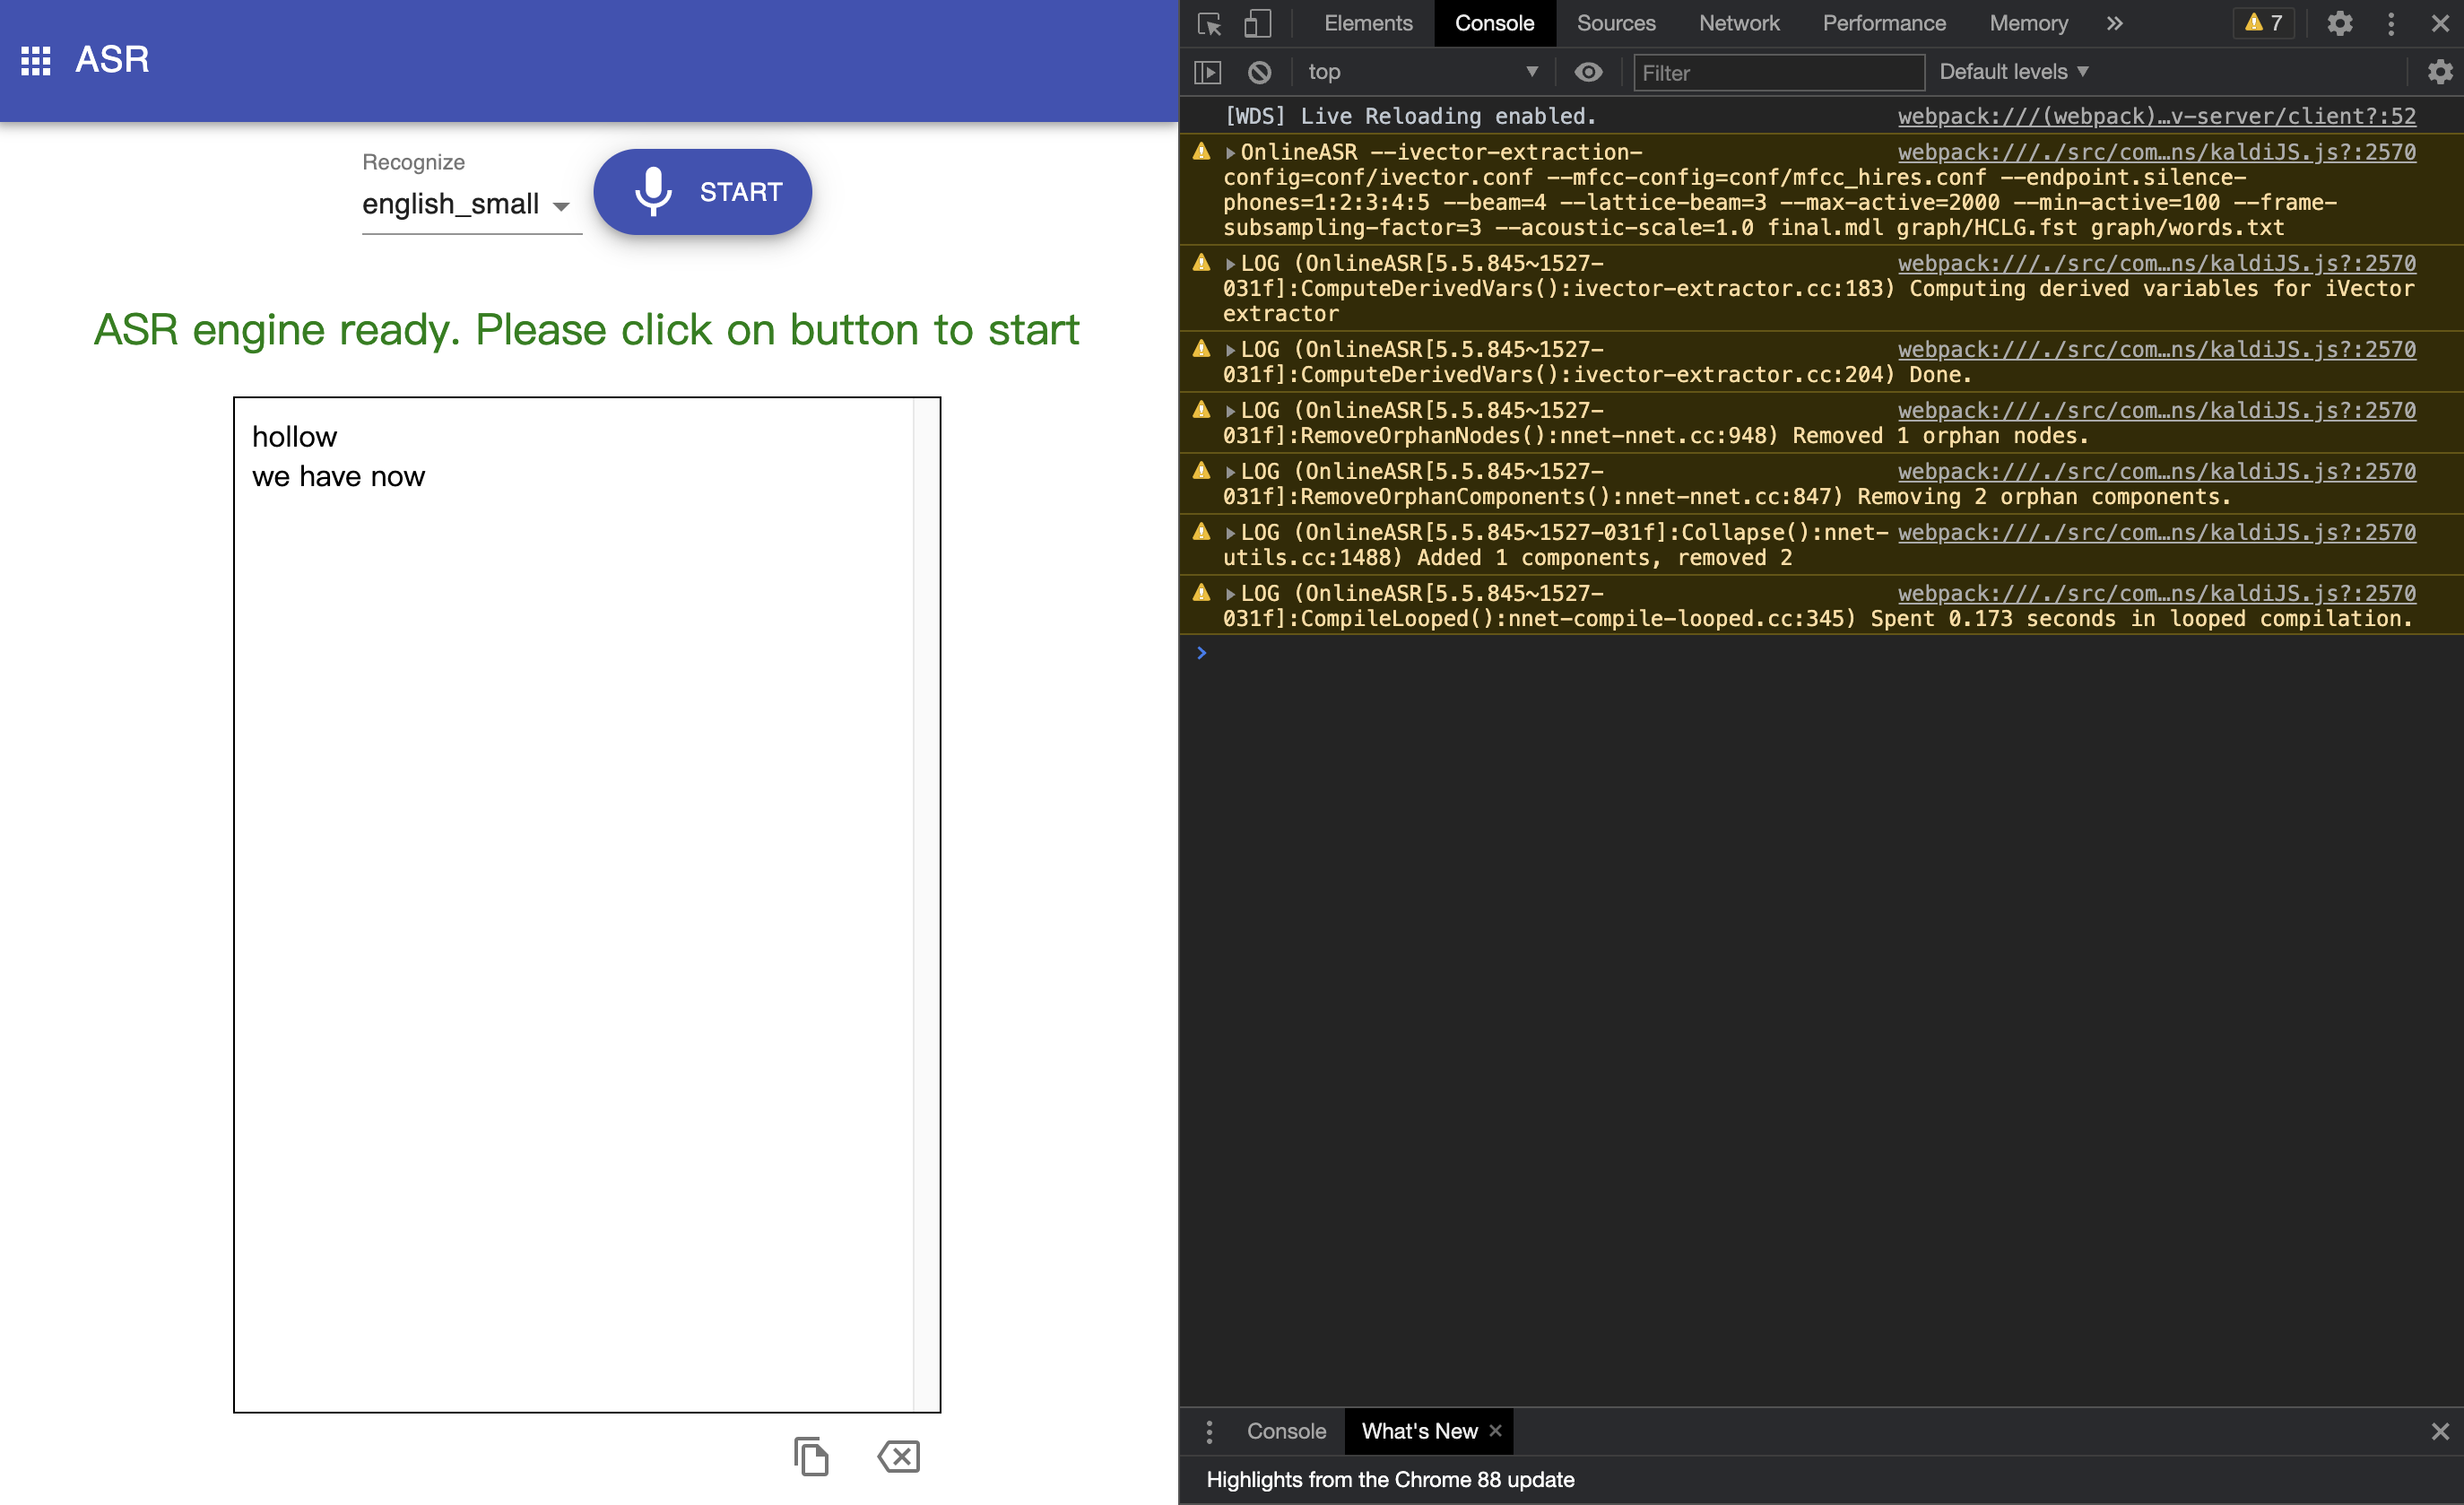 ASR
Recognize
english_small
START
ASR engine ready. Please click on button to start
hollow
we have now
Elements Console Sources Network Performance Memory » 7
top Filter Default levels
[WDS] Live Reloading enabled. webpack:///(webpack)…v-server/client?:52
OnlineASR --ivector-extraction- webpack:///./src/com…ns/kaldiJS.js?:2570
config=conf/ivector.conf --mfcc-config=conf/mfcc_hires.conf --endpoint.silence-
phones=1:2:3:4:5 --beam=4 --lattice-beam=3 --max-active=2000 --min-active=100 --frame-
subsampling-factor=3 --acoustic-scale=1.0 final.mdl graph/HCLG.fst graph/words.txt
LOG (OnlineASR[5.5.845~1527- webpack:///./src/com…ns/kaldiJS.js?:2570
031f]:ComputeDerivedVars():ivector-extractor.cc:183) Computing derived variables for iVector
extractor
LOG (OnlineASR[5.5.845~1527- webpack:///./src/com…ns/kaldiJS.js?:2570
031f]:ComputeDerivedVars():ivector-extractor.cc:204) Done.
LOG (OnlineASR[5.5.845~1527- webpack:///./src/com…ns/kaldiJS.js?:2570
031f]:RemoveOrphanNodes():nnet-nnet.cc:948) Removed 1 orphan nodes.
LOG (OnlineASR[5.5.845~1527- webpack:///./src/com…ns/kaldiJS.js?:2570
031f]:RemoveOrphanComponents():nnet-nnet.cc:847) Removing 2 orphan components.
LOG (OnlineASR[5.5.845~1527-031f]:Collapse():nnet- webpack:///./src/com…ns/kaldiJS.js?:2570
utils.cc:1488) Added 1 components, removed 2
LOG (OnlineASR[5.5.845~1527- webpack:///./src/com…ns/kaldiJS.js?:2570
031f]:CompileLooped():nnet-compile-looped.cc:345) Spent 0.173 seconds in looped compilation.
Console What's New
Highlights from the Chrome 88 update